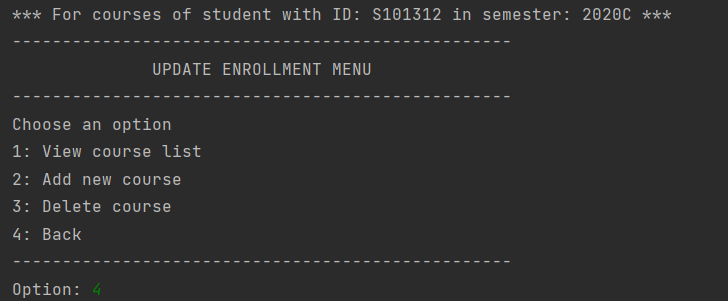 *** For courses of student with ID: S101312 in semester: 2020C ***
--------------------------------------------------
UPDATE ENROLLMENT MENU
--------------------------------------------------
Choose an option
1: View course list
2: Add new course
3: Delete course
4: Back
--------------------------------------------------
Option: 4